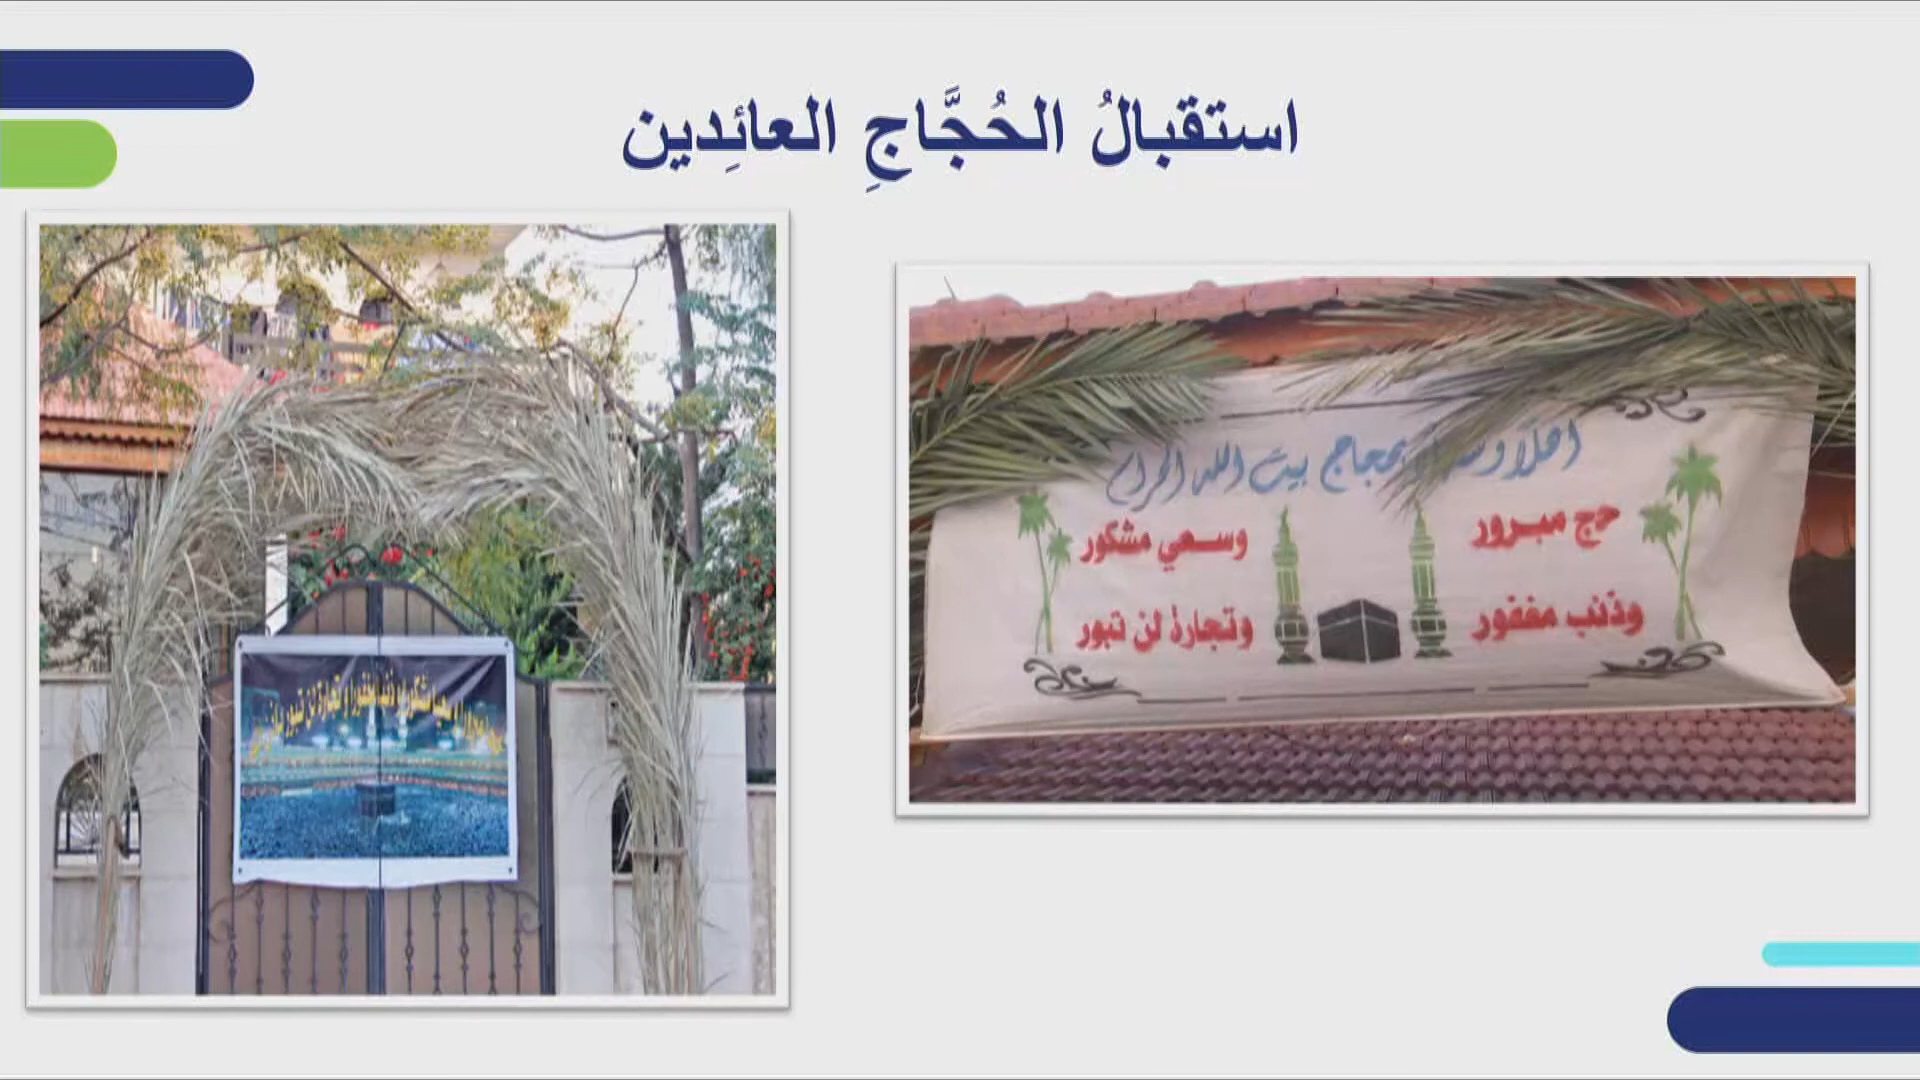 استقبالُ الحُجَّاجِ العائِدين
اهلا وسهلا بحجاج بيت الله الحرام
حج مبرور
وسعي مشكور
وذنب مغفور
وتجارة لن تبور